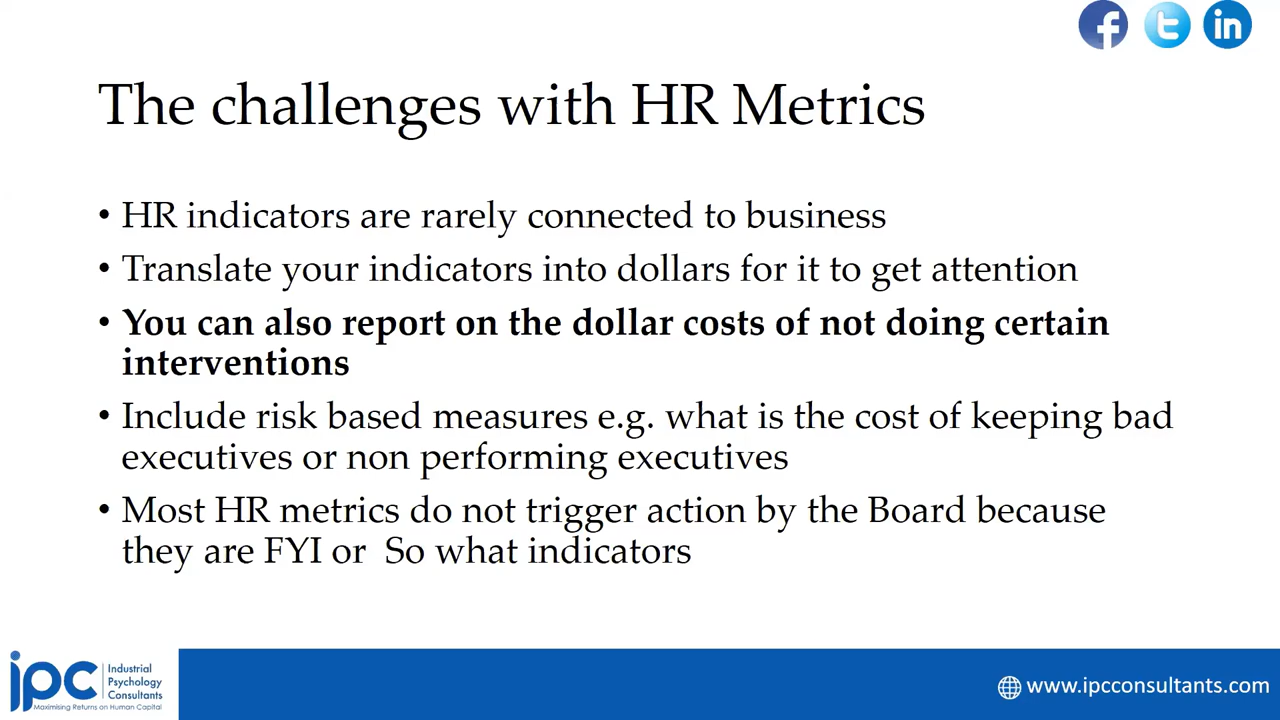 The challenges with HR Metrics
• HR indicators are rarely connected to business
• Translate your indicators into dollars for it to get attention
• You can also report on the dollar costs of not doing certain
interventions
• Include risk based measures e.g. what is the cost of keeping bad
executives or non performing executives
• Most HR metrics do not trigger action by the Board because
they are FYI or  So what indicators
ipc
Industrial
Psychology
Consultants
Maximising Returns on Human Capital
www.ipcconsultants.com